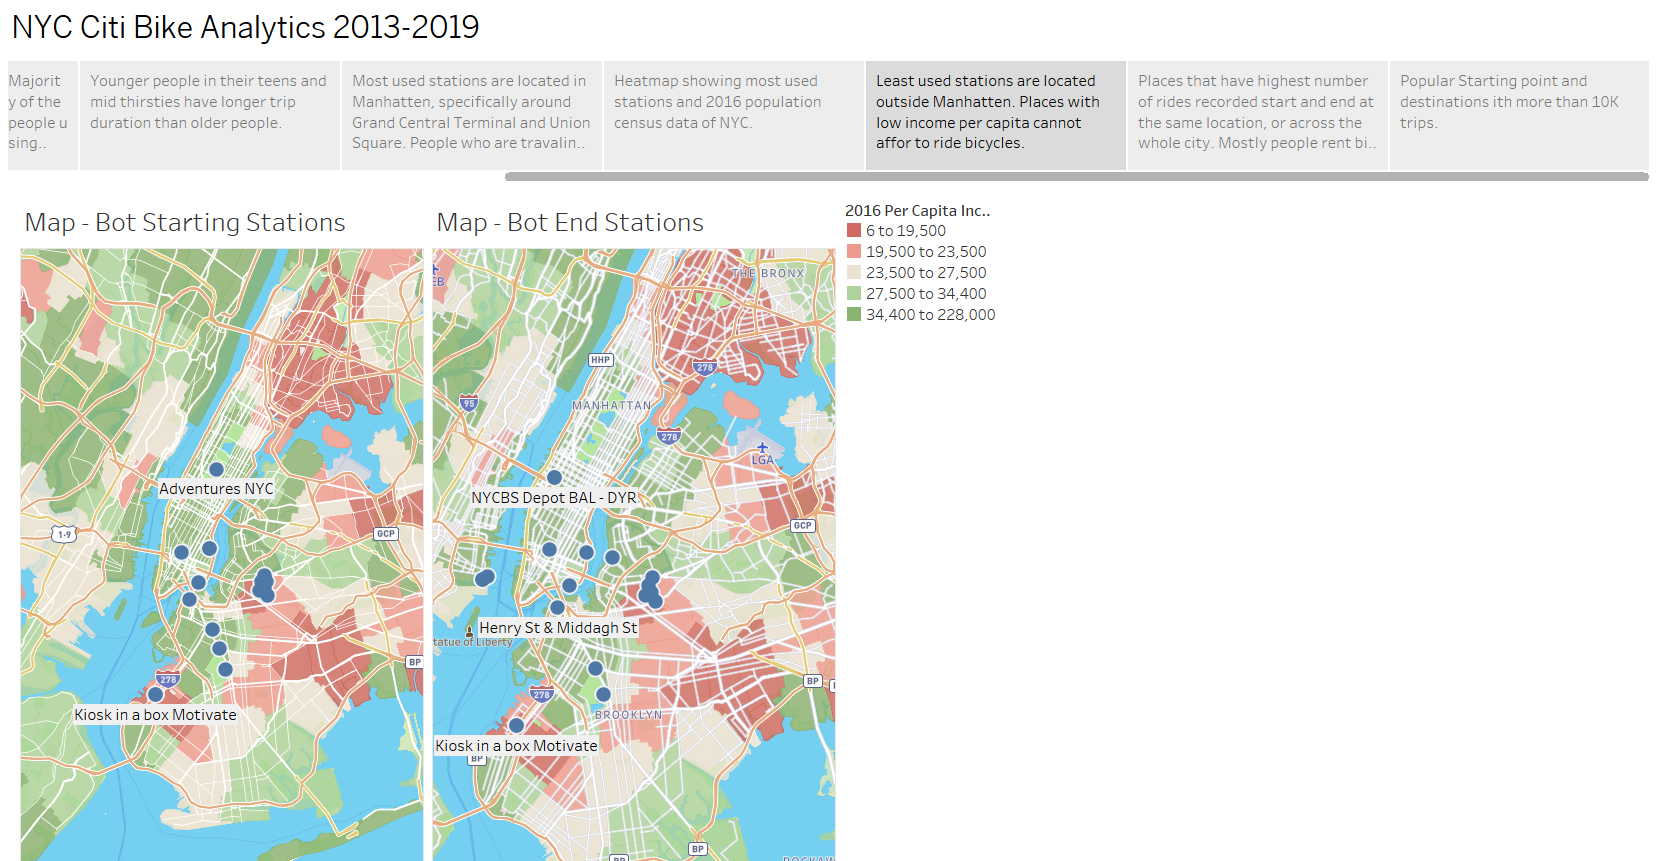 NYC Citi Bike Analytics 2013-2019
Majorit
y of the
people u
sing..
Younger people in their teens and
mid thirsties have longer trip
duration than older people.
Most used stations are located in
Manhatten, specifically around
Grand Central Terminal and Union
Square. People who are travalin..
Heatmap showing most used
stations and 2016 population
census data of NYC.
Least used stations are located
outside Manhatten. Places with
low income per capita cannot
affor to ride bicycles.
Places that have highest number
of rides recorded start and end at
the same location, or across the
whole city. Mostly people rent bi..
Popular Starting point and
destinations ith more than 10K
trips.
Map - Bot Starting Stations
Adventures NYC
1-9
GCP
BP
278
Kiosk in a box Motivate
Map - Bot End Stations
THE BRONX
EB
HHP
278
95
MANHATTAN
278
LGA
NYCBS Depot BAL - DYR
GCP
Henry St & Middagh St
tatue of Liberty
278
BP
BROOKLYN
Kiosk in a box Motivate
BP
BP
BP
ROCKAW
2016 Per Capita Inc..
6 to 19,500
19,500 to 23,500
23,500 to 27,500
27,500 to 34,400
34,400 to 228,000